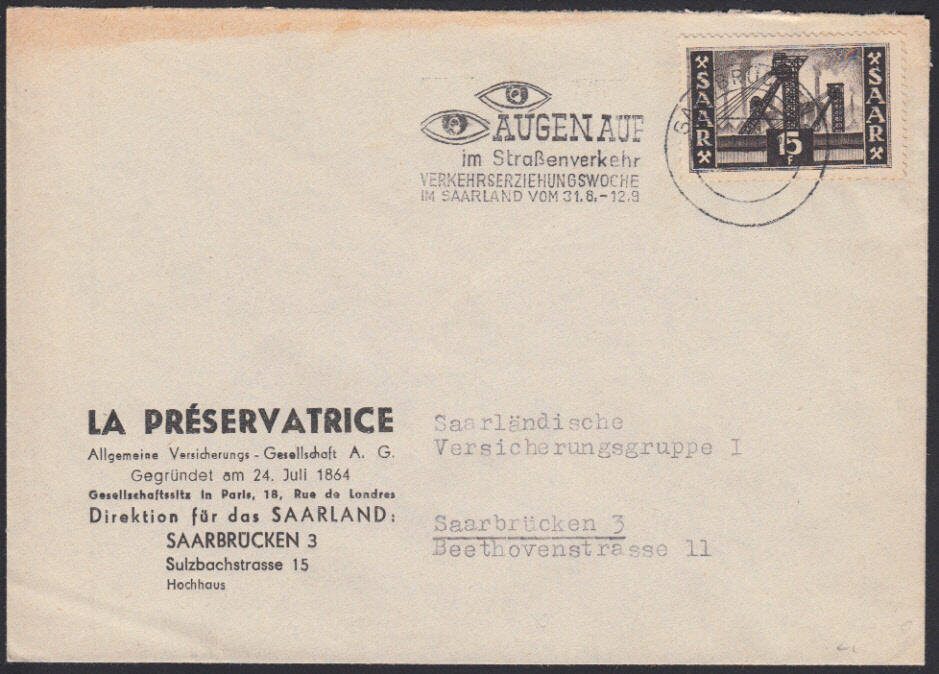 AUGEN AUF
im Straßenverkehr
VERKEHRSERZIEHUNGSWOCHE
IM SAARLAND VOM 31.8.-12.9
SAAR
15
F
SAAR
LA PRÉSERVATRICE
Allgemeine Versicherungs - Gesellschaft A. G.
Gegründet am 24. Juli 1864
Gesellschaftssitz in Paris, 18, Rue de Londres
Direktion für das SAARLAND:
SAARBRÜCKEN 3
Sulzbachstrasse 15
Hochhaus
Saarländische
Versicherungsgruppe I
Saarbrücken 3
Beethovenstrasse 11